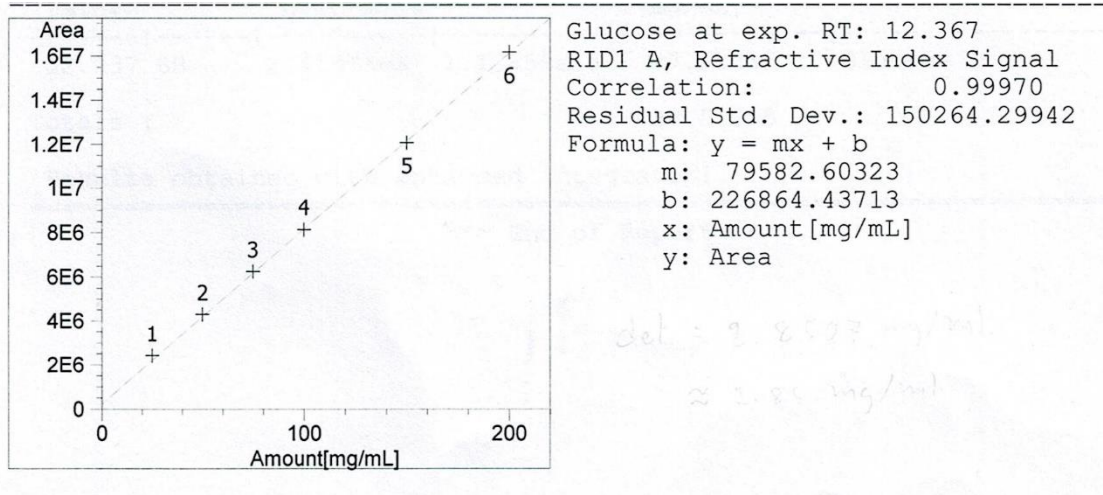 Area
1.6E7
1.4E7
1.2E7
1E7
8E6
6E6
4E6
2E6
0
1
2
3
4
5
6
0
100
200
Amount[mg/mL]
Glucose at exp. RT: 12.367
RID1 A, Refractive Index Signal
Correlation: 0.99970
Residual Std. Dev.: 150264.29942
Formula: y = mx + b
m: 79582.60323
b: 226864.43713
x: Amount[mg/mL]
y: Area